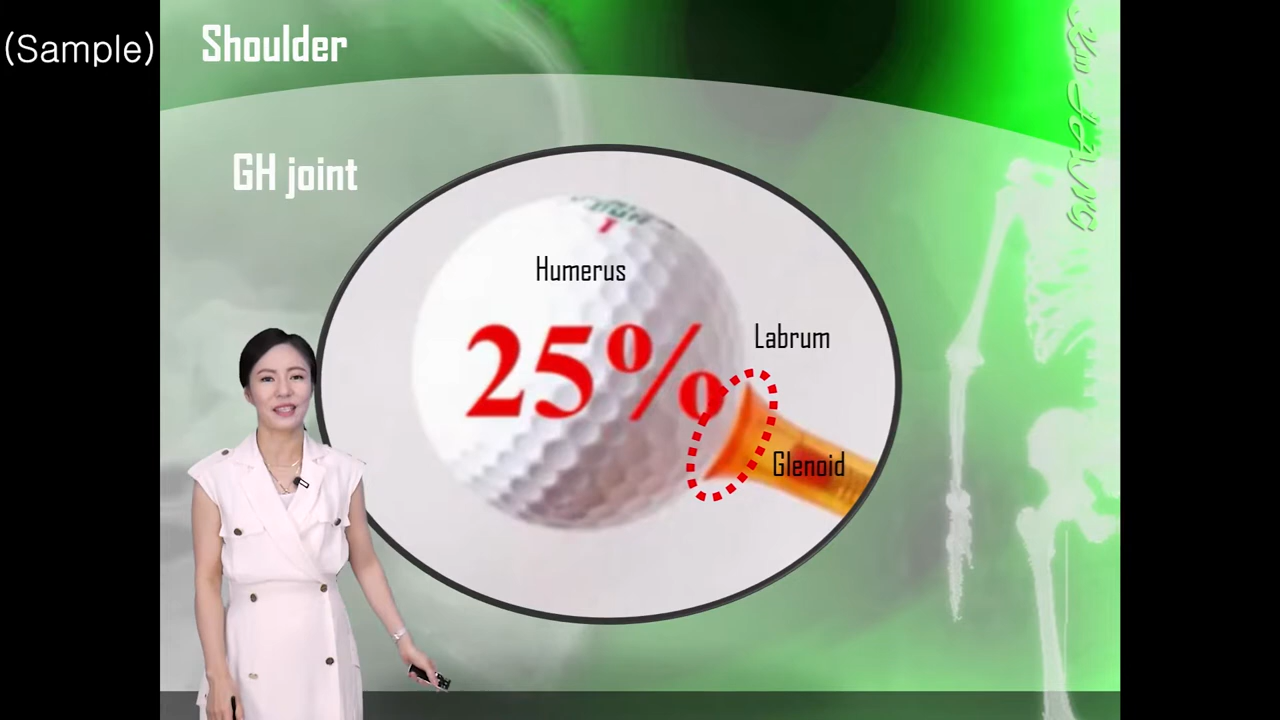 (Sample)
Shoulder
GH joint
Humerus
25%
Labrum
Glenoid